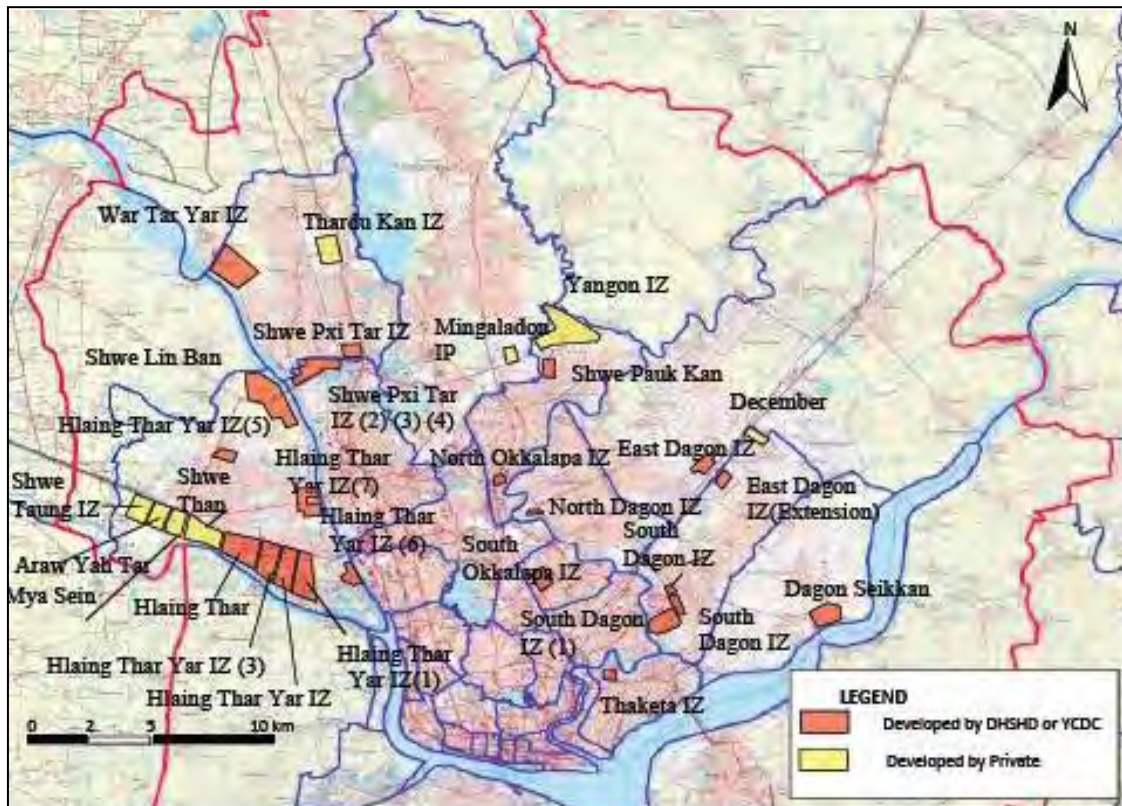 N
War Tar Yar IZ
Thardu Kan IZ
Yangon IZ
Shwe Pxi Tar IZ
Mingaladon
IP
Shwe Lin Ban
Shwe Pauk Kan
Shwe Pxi Tar
IZ (2) (3) (4)
December
Hlaing Thar Yar IZ(5)
East Dagon IZ
Hlaing Thar
Yar IZ(7)
North Okkalapa IZ
Shwe
Than
Shwe
Taung IZ
East Dagon
IZ(Extension)
North Dagon IZ
Hlaing Thar
Yar IZ (6)
South
Dagon IZ
South
Okkalapa IZ
Araw Yah Tar
Mya Sein
Hlaing Thar
Dagon Seikkan
South Dagon
IZ (1)
South
Dagon IZ
Hlaing Thar Yar IZ (3)
Hlaing Thar
Yar IZ(1)
Hlaing Thar Yar IZ
Thaketa IZ
0 2. 5 10 km
LEGEND
Developed by DHSHD or YCDC
Developed by Private